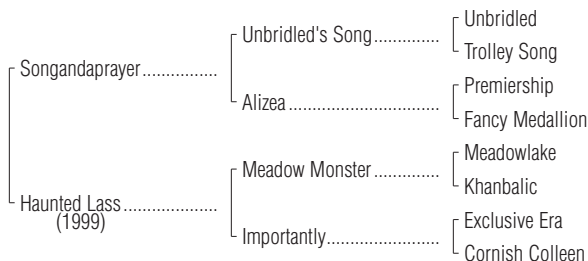 Unbridled
Unbridled's Song..............
Trolley Song
Songandaprayer................
Premiership
Alizea................................
Fancy Medallion
Meadowlake
Meadow Monster..............
Khanbalic
Haunted Lass....................
(1999)
Exclusive Era
Importantly........................
Cornish Colleen